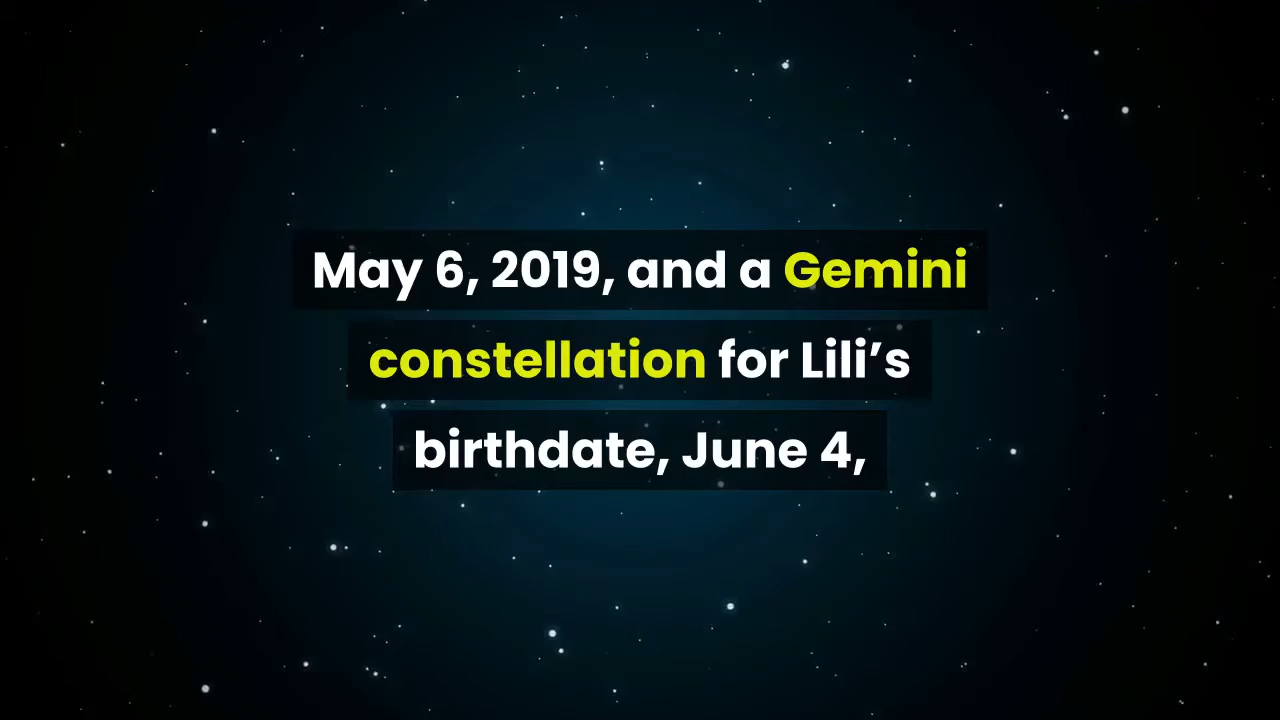 May 6, 2019, and a Gemini
constellation for Lili’s
birthdate, June 4,